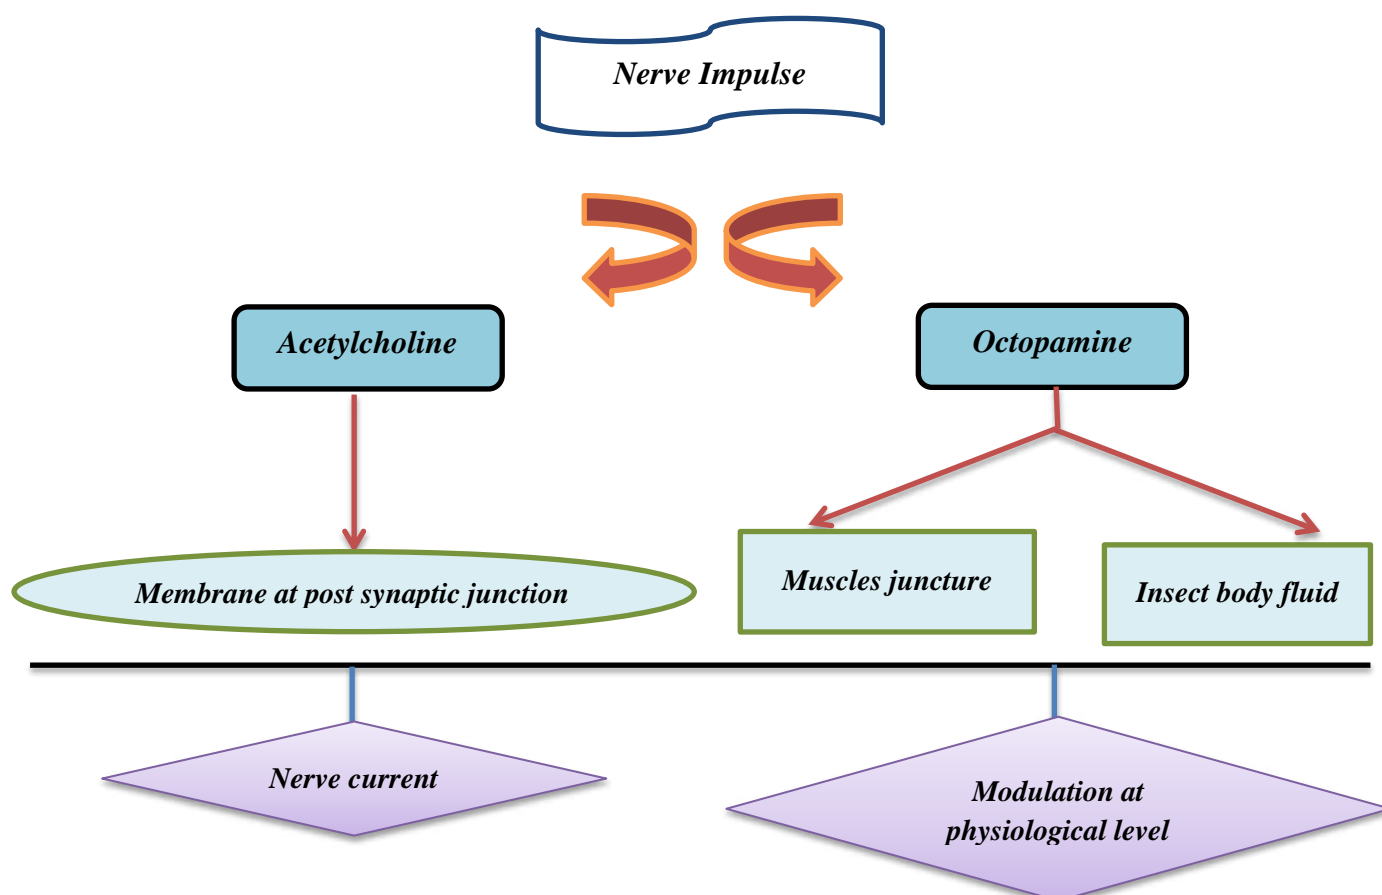 Nerve Impulse
Acetylcholine
Octopamine
Membrane at post synaptic junction
Muscles juncture
Insect body fluid
Nerve current
Modulation at
physiological level